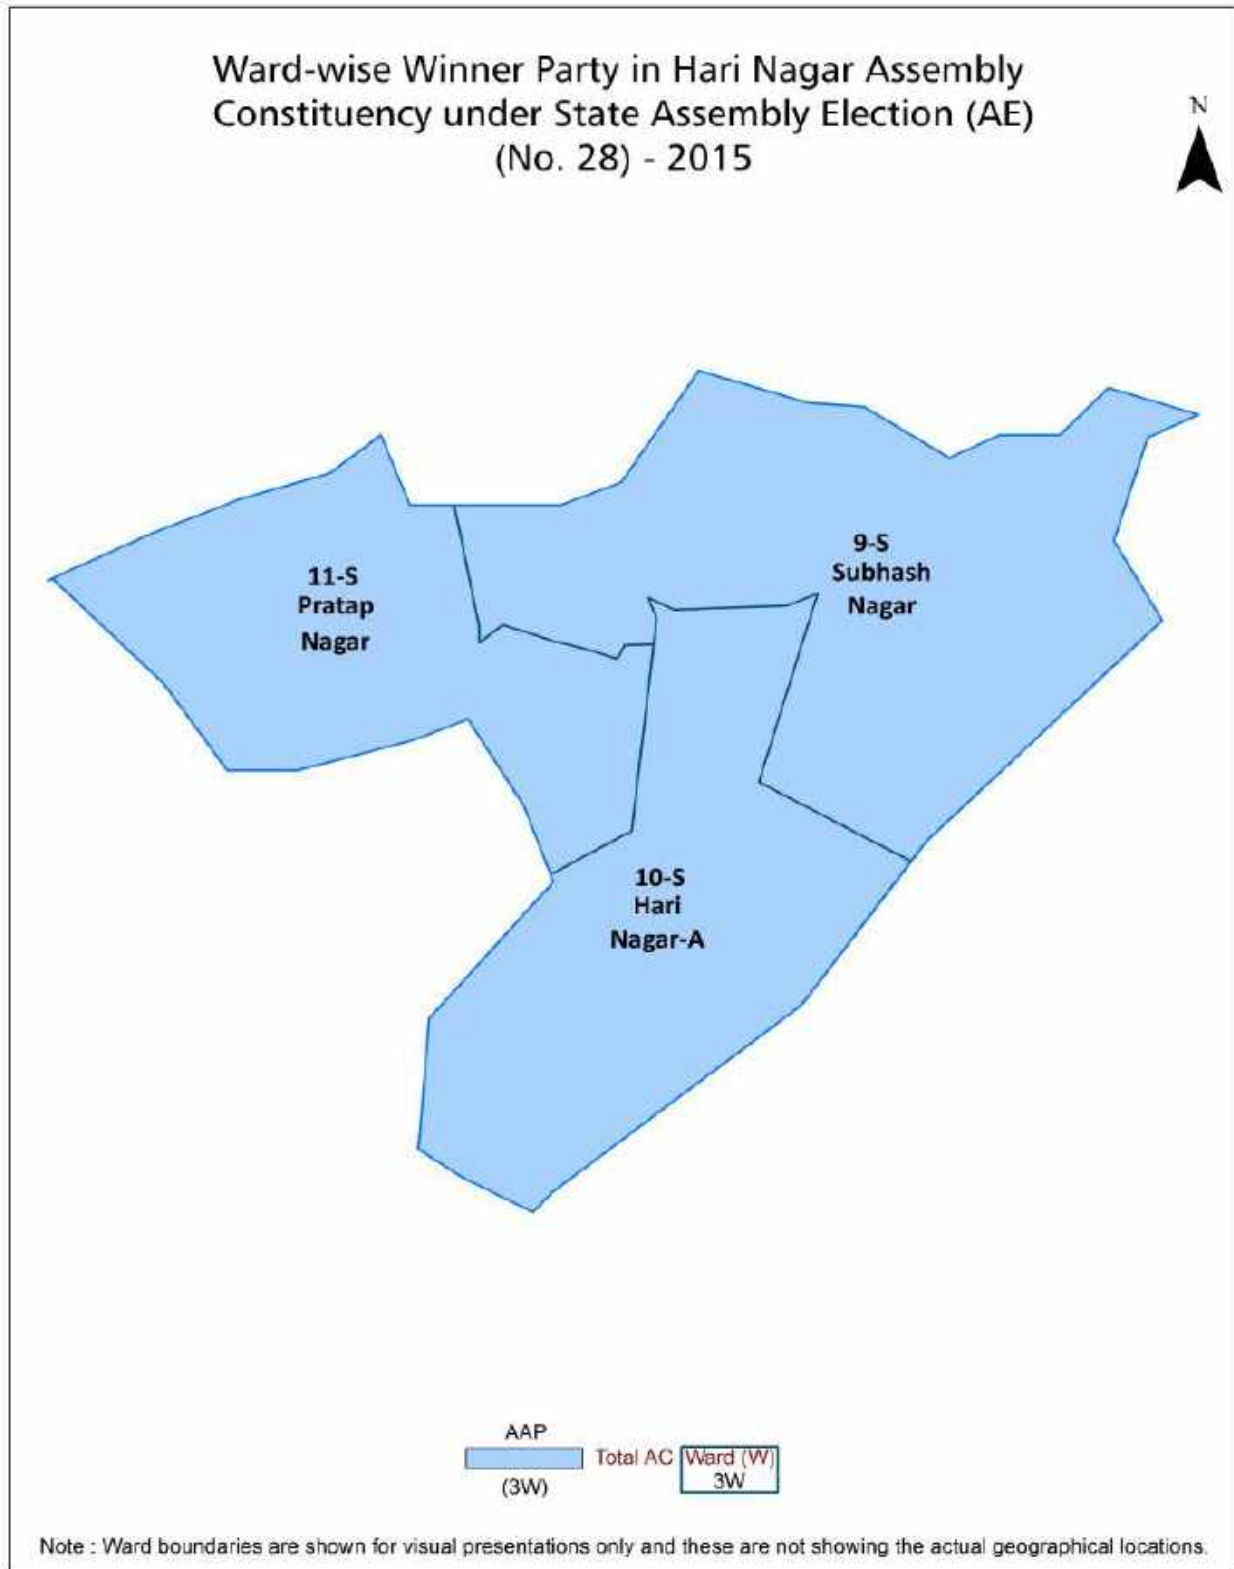 Ward-wise Winner Party in Hari Nagar Assembly
Constituency under State Assembly Election (AE)
(No. 28) - 2015
N
9-S
Subhash
Nagar
11-S
Pratap
Nagar
10-S
Hari
Nagar-A
AAP
(3W)
Total AC
Ward (W)
3W
Note : Ward boundaries are shown for visual presentations only and these are not showing the actual geographical locations.